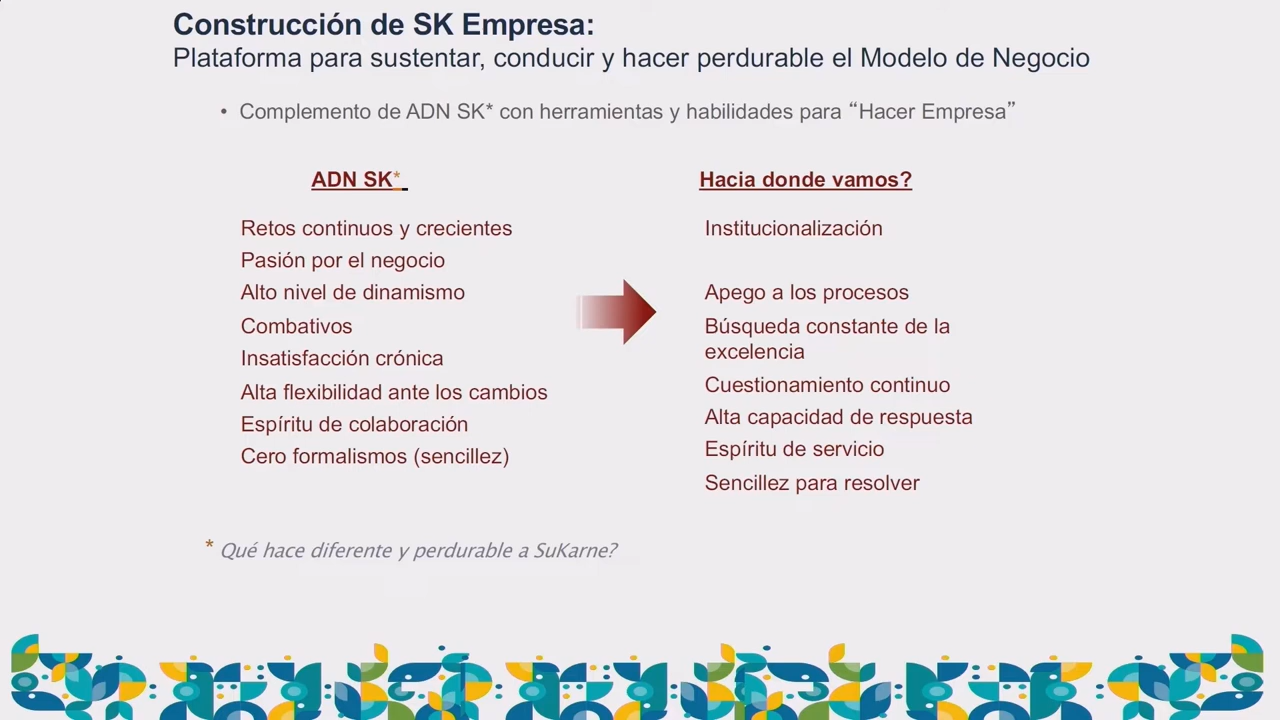 Construcción de SK Empresa:
Plataforma para sustentar, conducir y hacer perdurable el Modelo de Negocio
• Complemento de ADN SK* con herramientas y habilidades para “Hacer Empresa”
ADN SK*
Retos continuos y crecientes
Pasión por el negocio
Alto nivel de dinamismo
Combativos
Insatisfacción crónica
Alta flexibilidad ante los cambios
Espíritu de colaboración
Cero formalismos (sencillez)
Hacia donde vamos?
Institucionalización
Apego a los procesos
Búsqueda constante de la
excelencia
Cuestionamiento continuo
Alta capacidad de respuesta
Espíritu de servicio
Sencillez para resolver
* Qué hace diferente y perdurable a SuKarne?